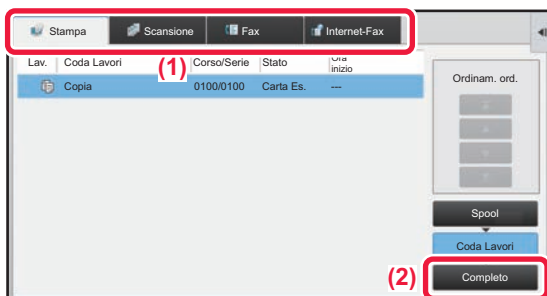 Stampa Scansione Fax Internet-Fax
Lav. Coda Lavori (1) Corso/Serie Stato Ora inizio
Copia 0100/0100 Carta Es. ---
Ordinam. ord.
Spool
Coda Lavori
(2) Completo